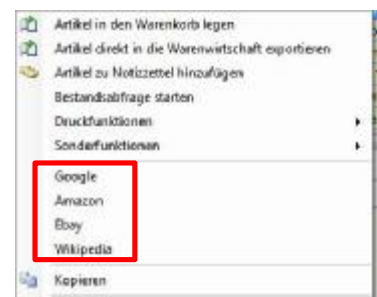 Artikel in den Warenkorb legen
Artikel direkt in die Warenwirtschaft exportieren
Artikel zu Notizzettel hinzufügen
Bestandsabfrage starten
Druckfunktionen
Sonderfunktionen
Google
Amazon
Ebay
Wikipedia
Kopieren